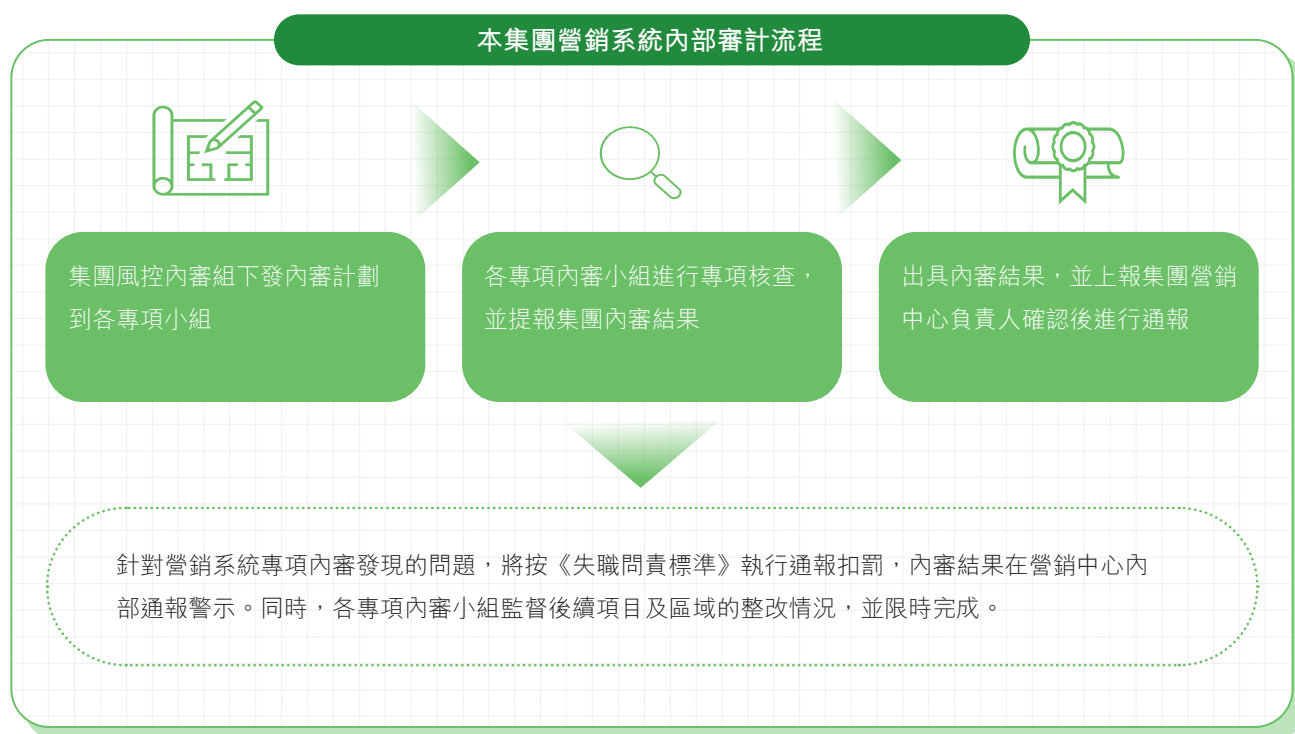 本集團營銷系統內部審計流程
集團風控內審組下發內審計劃
到各專項小組
各專項內審小組進行專項核查，
並提報集團內審結果
出具內審結果，並上報集團營銷
中心負責人確認後進行通報
針對營銷系統專項內審發現的問題，將按《失職問責標準》執行通報扣罰，內審結果在營銷中心內
部通報警示。同時，各專項內審小組監督後續項目及區域的整改情況，並限時完成。